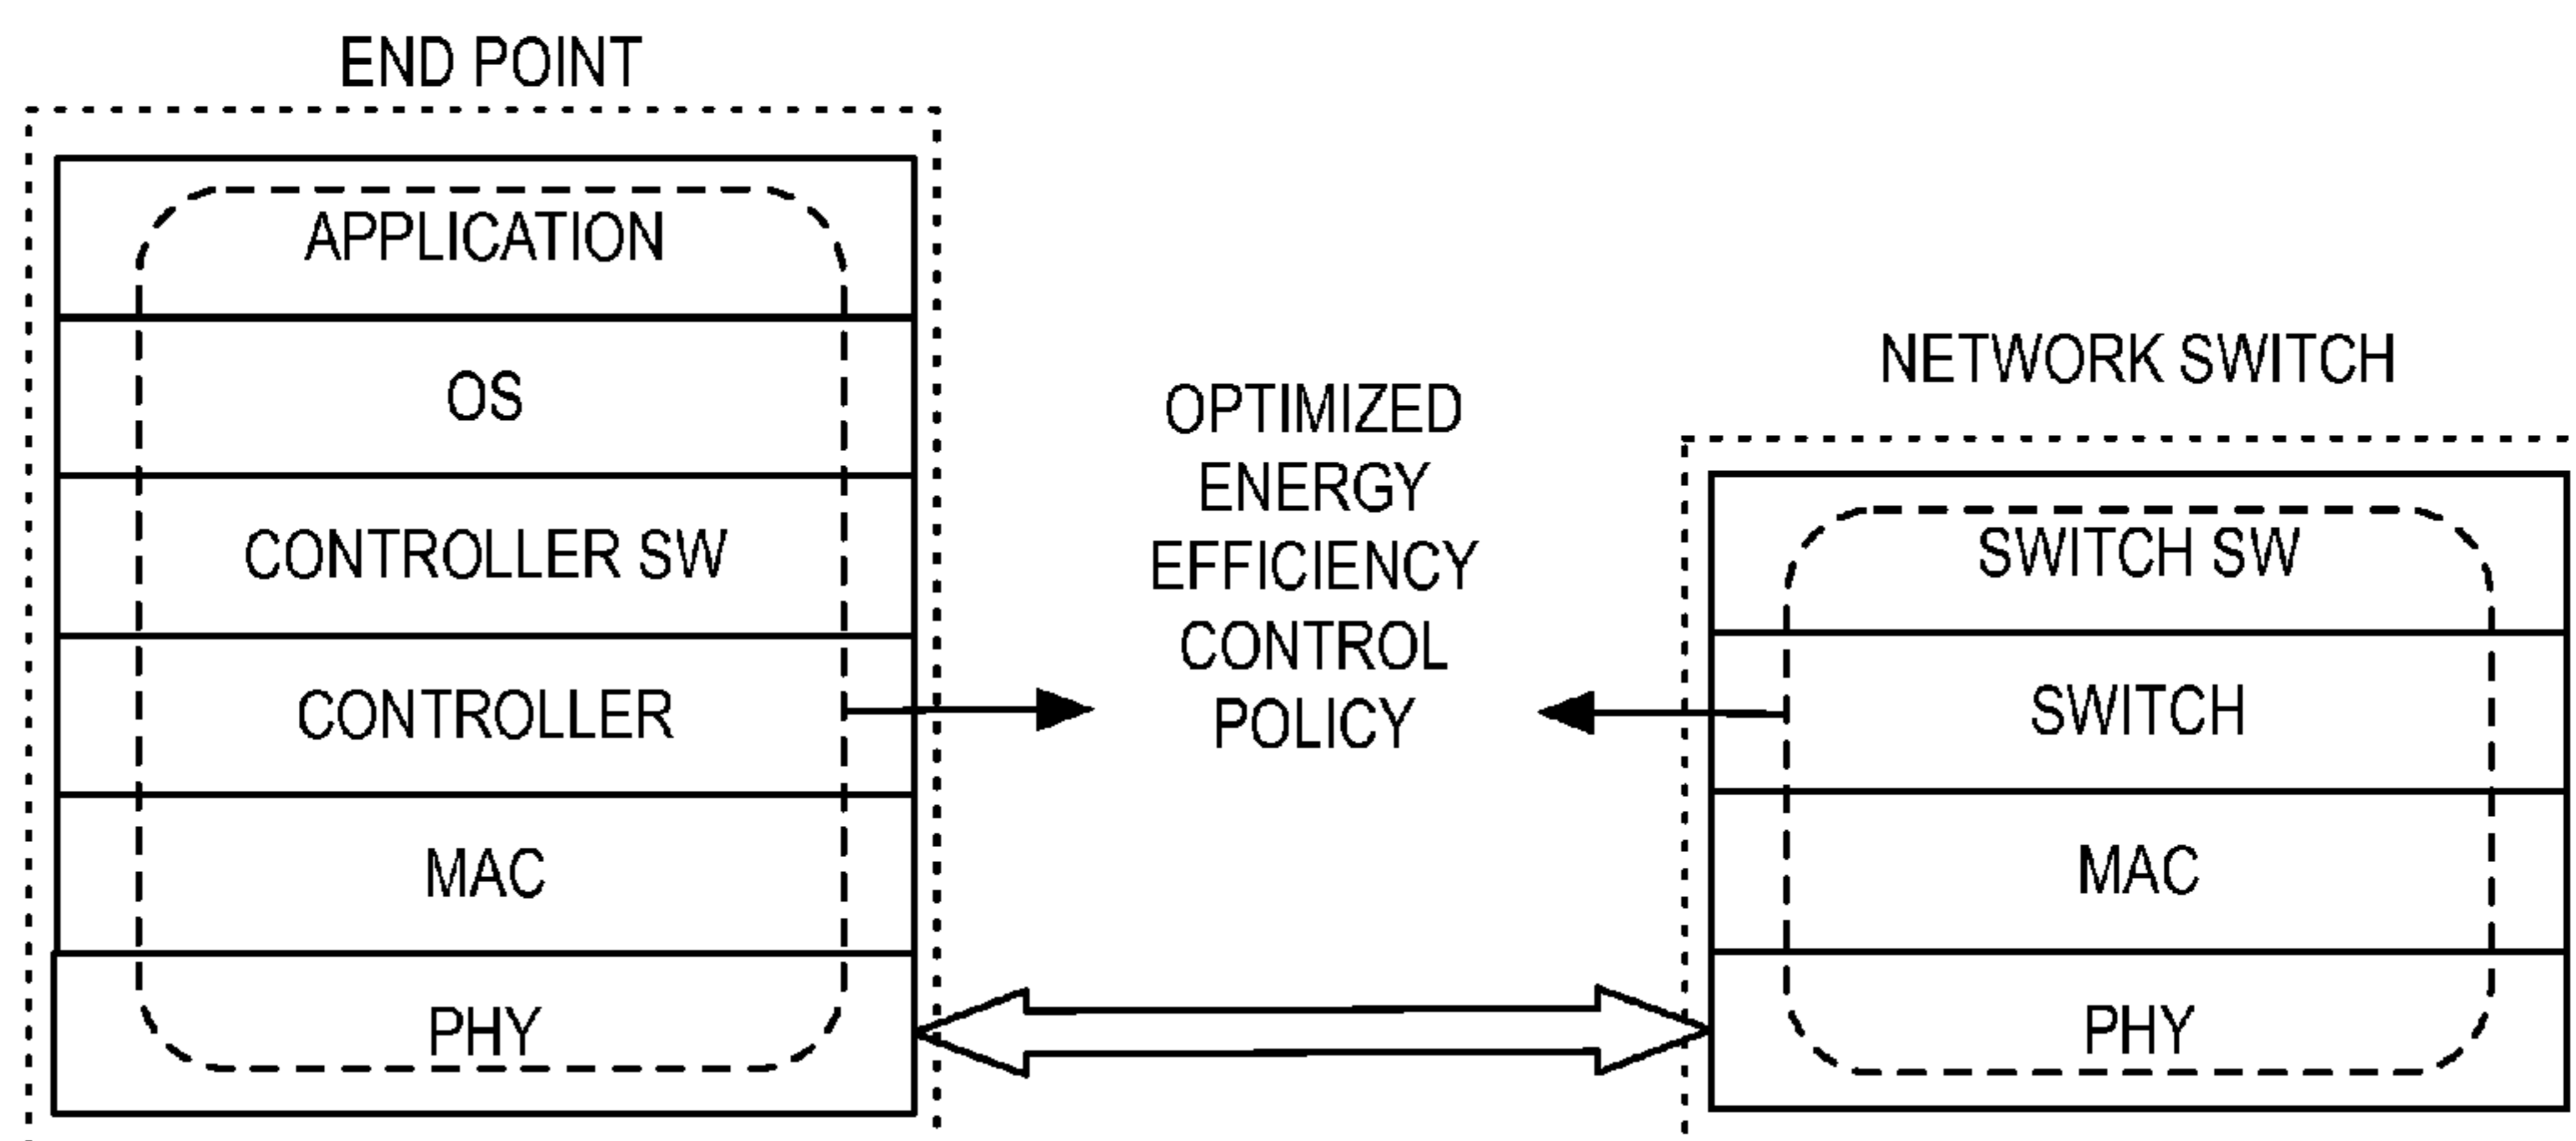 END POINT
APPLICATION
OS
CONTROLLER SW
CONTROLLER
MAC
PHY
OPTIMIZED
ENERGY
EFFICIENCY
CONTROL
POLICY
NETWORK SWITCH
SWITCH SW
SWITCH
MAC
PHY